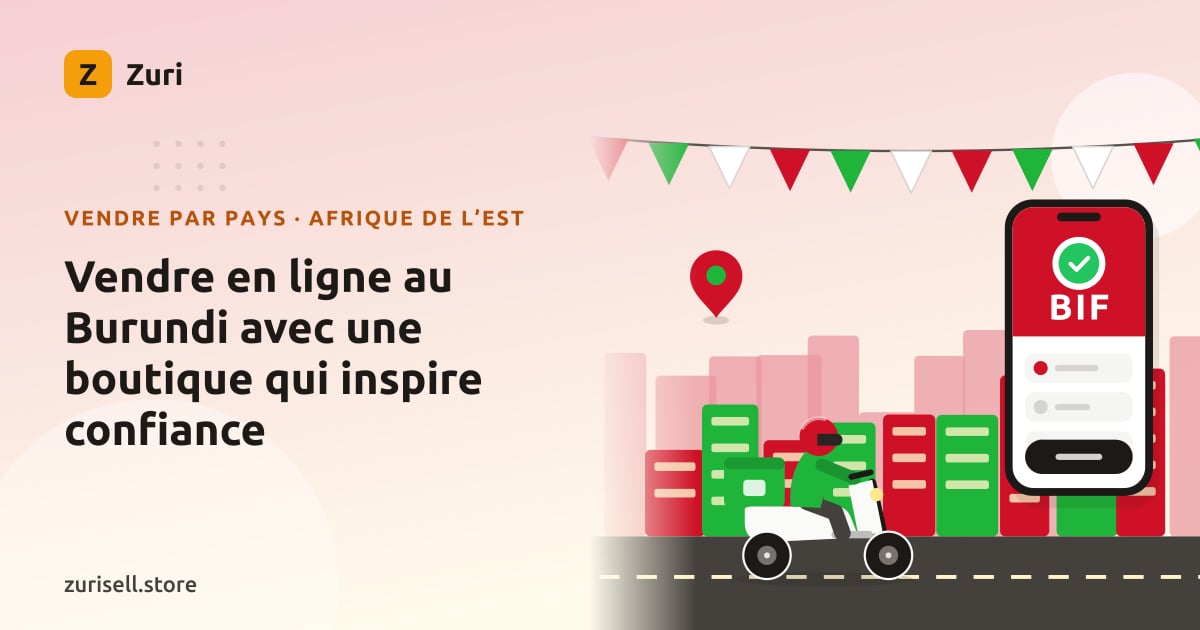 Z Zuri
VENDRE PAR PAYS · AFRIQUE DE L’EST
Vendre en ligne au
Burundi avec une
boutique qui inspire
confiance
BIF
zurisell.store